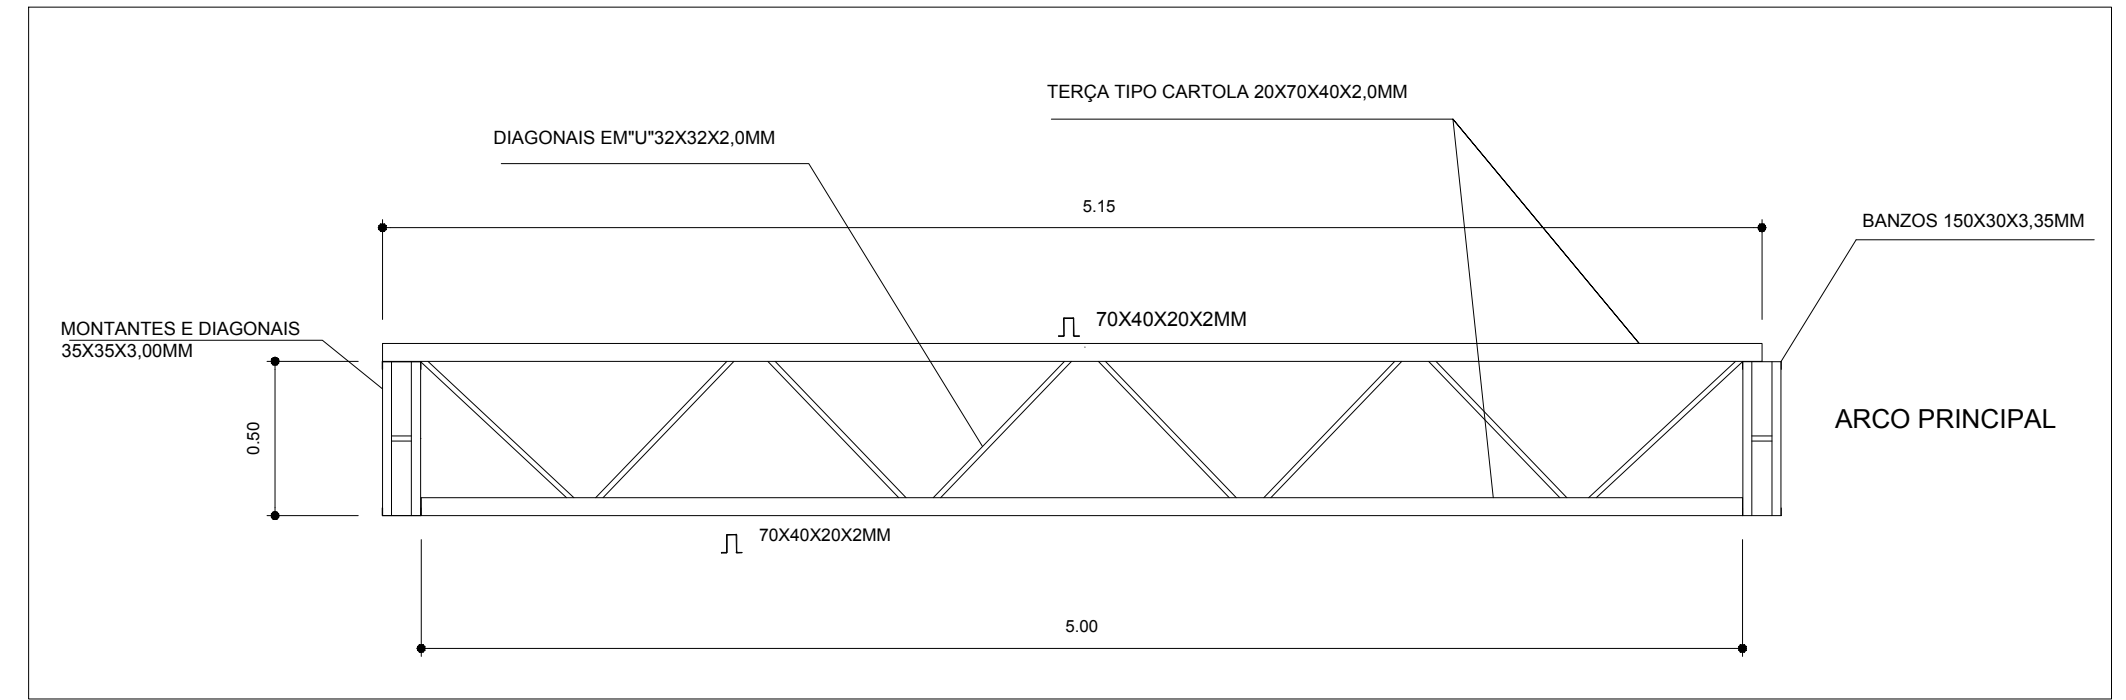 TERÇA TIPO CARTOLA 20X70X40X2,0MM
DIAGONAIS EM"U"32X32X2,0MM
5.15
BANZOS 150X30X3,35MM
MONTANTES E DIAGONAIS
35X35X3,00MM
70X40X20X2MM
0.50
ARCO PRINCIPAL
70X40X20X2MM
5.00